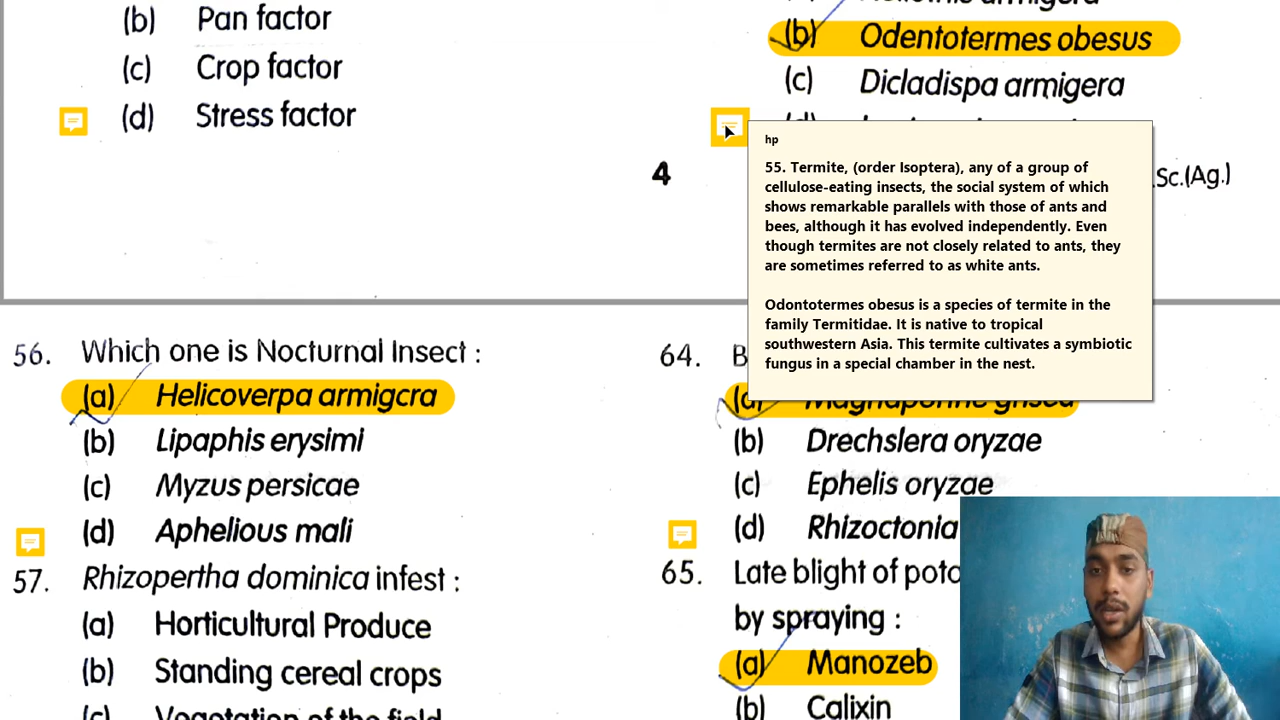 (b) Pan factor
(c) Crop factor
(d) Stress factor
(b) Odentotermes obesus
(c) Dicladispa armigera
4
.Sc.(Ag.)
hp
55. Termite, (order Isoptera), any of a group of
cellulose-eating insects, the social system of which
shows remarkable parallels with those of ants and
bees, although it has evolved independently. Even
though termites are not closely related to ants, they
are sometimes referred to as white ants.
Odontotermes obesus is a species of termite in the
family Termitidae. It is native to tropical
southwestern Asia. This termite cultivates a symbiotic
fungus in a special chamber in the nest.
56. Which one is Nocturnal Insect :
(a) Helicoverpa armigcra
(b) Lipaphis erysimi
(c) Myzus persicae
(d) Aphelious mali
57. Rhizopertha dominica infest :
(a) Horticultural Produce
(b) Standing cereal crops
(c) Vegetation of the field
64. B
(a) Magnaporthe grisea
(b) Drechslera oryzae
(c) Ephelis oryzae
(d) Rhizoctonia
65. Late blight of pota
by spraying :
(a) Manozeb
(b) Calixin